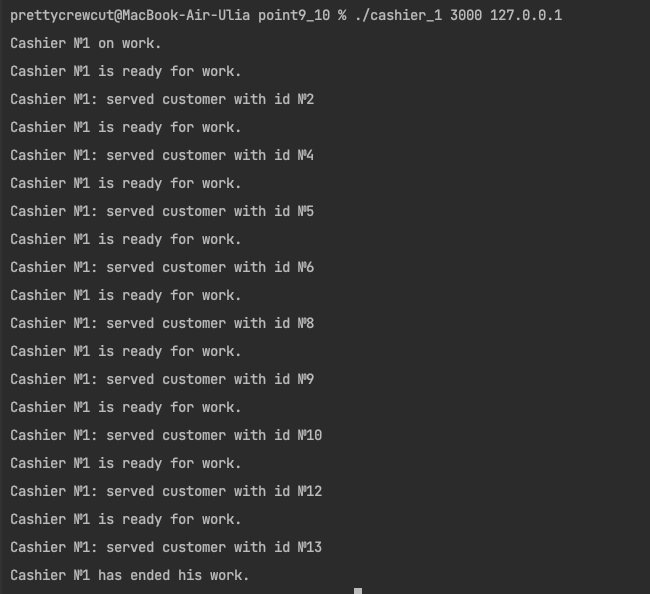 prettycrewcut@MacBook-Air-Ulia point9_10 % ./cashier_1 3000 127.0.0.1
Cashier №1 on work.
Cashier №1 is ready for work.
Cashier №1: served customer with id №2
Cashier №1 is ready for work.
Cashier №1: served customer with id №4
Cashier №1 is ready for work.
Cashier №1: served customer with id №5
Cashier №1 is ready for work.
Cashier №1: served customer with id №6
Cashier №1 is ready for work.
Cashier №1: served customer with id №8
Cashier №1 is ready for work.
Cashier №1: served customer with id №9
Cashier №1 is ready for work.
Cashier №1: served customer with id №10
Cashier №1 is ready for work.
Cashier №1: served customer with id №12
Cashier №1 is ready for work.
Cashier №1: served customer with id №13
Cashier №1 has ended his work.